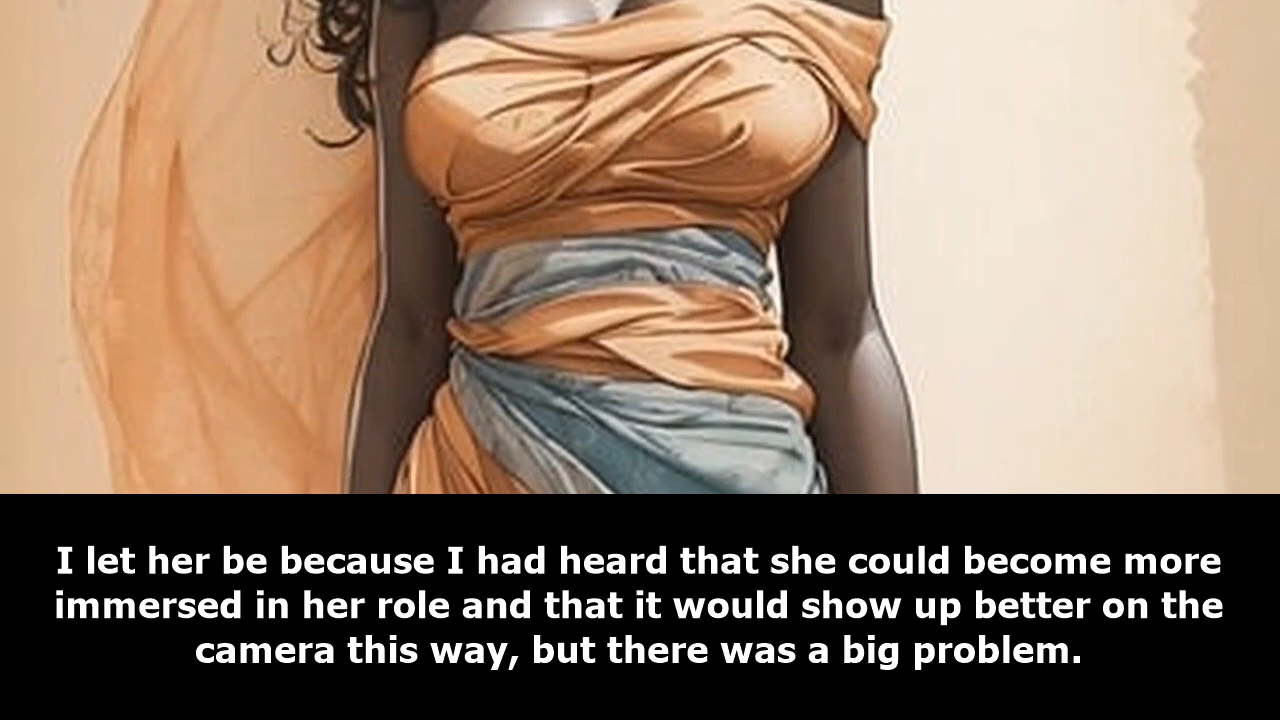 I let her be because I had heard that she could become more
immersed in her role and that it would show up better on the
camera this way, but there was a big problem.